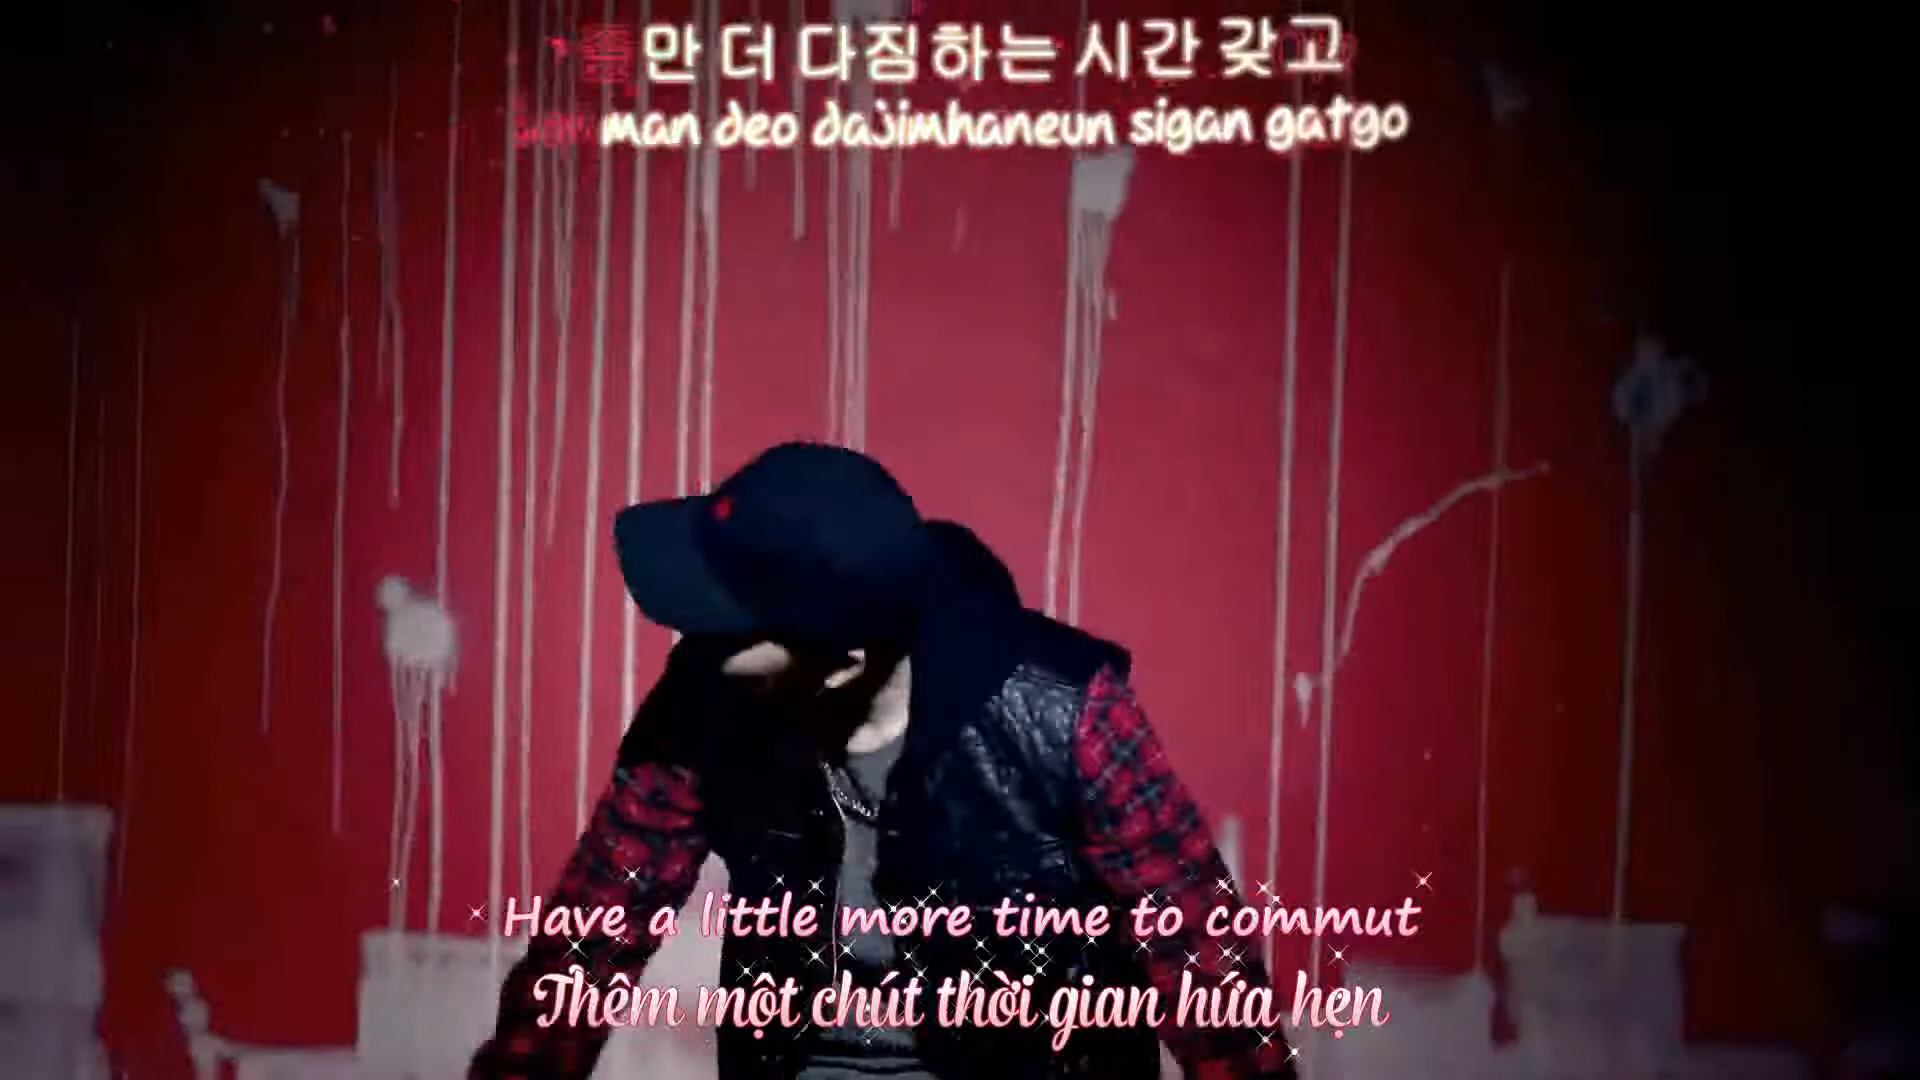 만 더 다짐하는 시간 갖고
man deo dajimhaneun sigan gatgo
Have a little more time to commut
Thêm một chút thời gian hứa hẹn